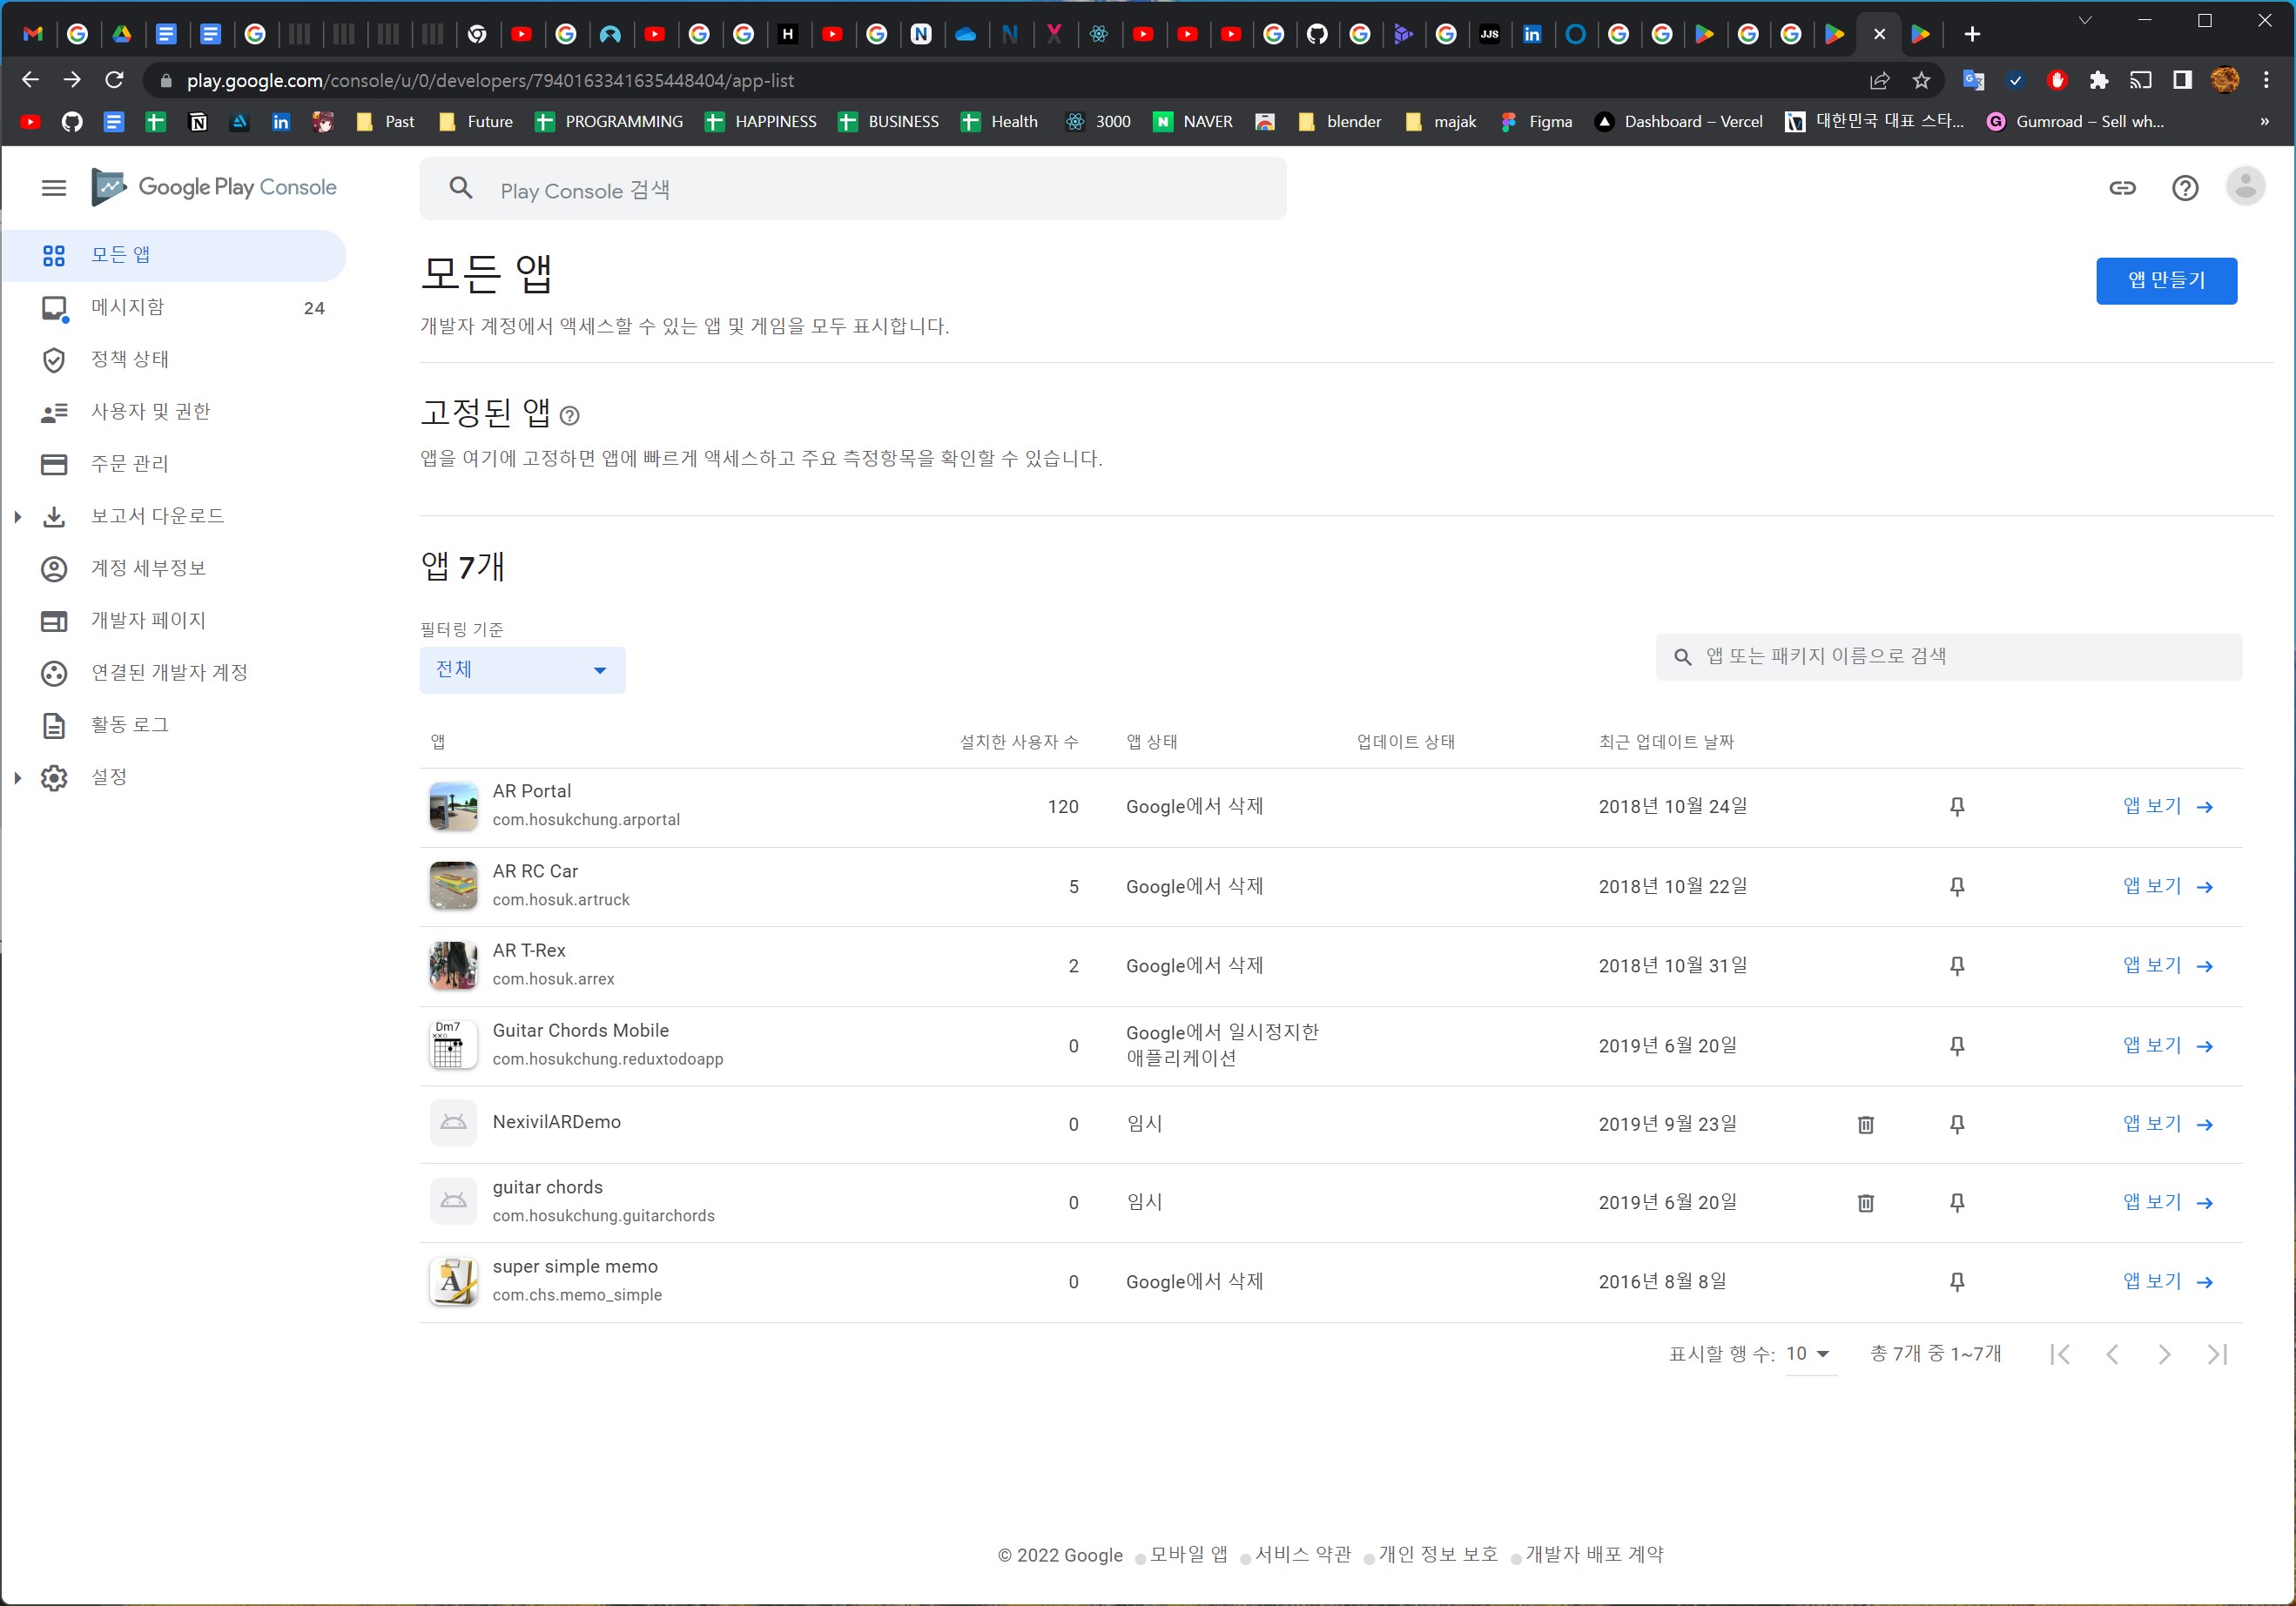 play.google.com/console/u/0/developers/7940163341635448404/app-list
Past
Future
PROGRAMMING
HAPPINESS
BUSINESS
Health
3000
NAVER
blender
majak
Figma
Dashboard – Vercel
대한민국 대표 스타...
Gumroad – Sell wh...
»
Google Play Console
Play Console 검색
모든 앱
메시지함 24
정책 상태
사용자 및 권한
주문 관리
보고서 다운로드
계정 세부정보
개발자 페이지
연결된 개발자 계정
활동 로그
설정
모든 앱
앱 만들기
개발자 계정에서 액세스할 수 있는 앱 및 게임을 모두 표시합니다.
고정된 앱
앱을 여기에 고정하면 앱에 빠르게 액세스하고 주요 측정항목을 확인할 수 있습니다.
앱 7개
필터링 기준
전체
앱 또는 패키지 이름으로 검색
앱 설치한 사용자 수 앱 상태 업데이트 상태 최근 업데이트 날짜
AR Portal
com.hosukchung.arportal
120 Google에서 삭제 2018년 10월 24일 앱 보기
AR RC Car
com.hosuk.artruck
5 Google에서 삭제 2018년 10월 22일 앱 보기
AR T-Rex
com.hosuk.arrex
2 Google에서 삭제 2018년 10월 31일 앱 보기
Dm7
Guitar Chords Mobile
com.hosukchung.reduxtodoapp
0 Google에서 일시정지한
애플리케이션
2019년 6월 20일 앱 보기
NexivilARDemo 0 임시 2019년 9월 23일 앱 보기
guitar chords
com.hosukchung.guitarchords
0 임시 2019년 6월 20일 앱 보기
super simple memo
com.chs.memo_simple
0 Google에서 삭제 2016년 8월 8일 앱 보기
표시할 행 수: 10 총 7개 중 1~7개
© 2022 Google 모바일 앱 서비스 약관 개인 정보 보호 개발자 배포 계약